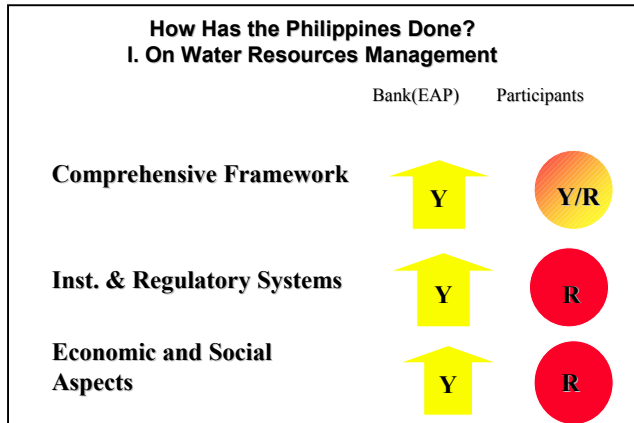 How Has the Philippines Done?
I. On Water Resources Management
Bank(EAP) Participants
Comprehensive Framework
Y Y/R
Inst. & Regulatory Systems
Y R
Economic and Social
Aspects
Y R